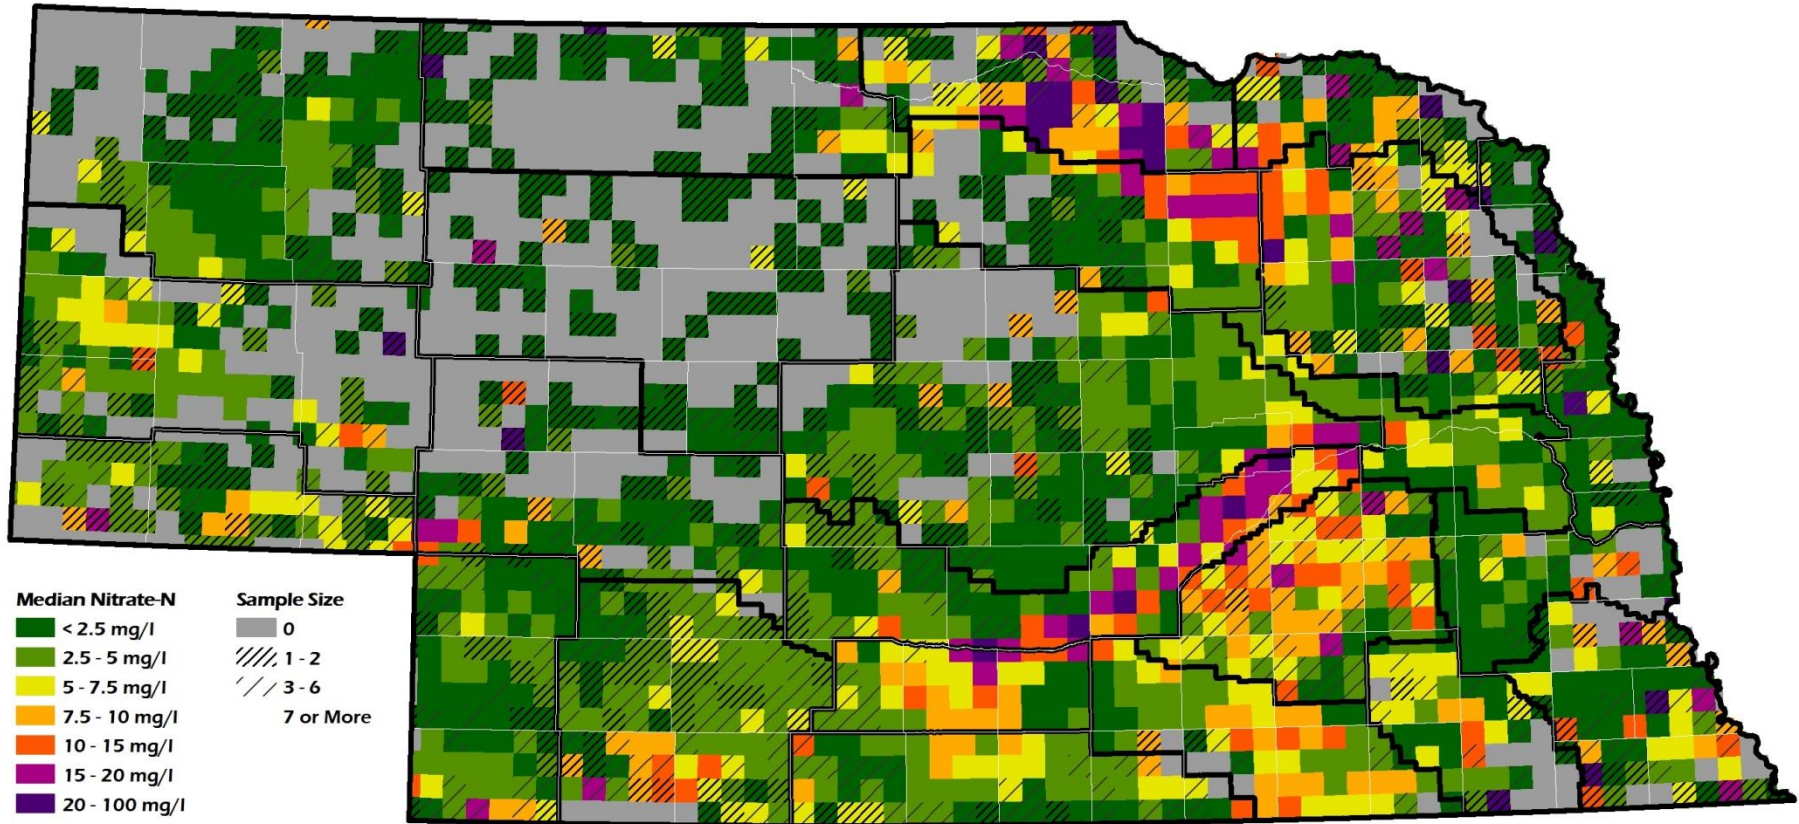 Median Nitrate-N
< 2.5 mg/l
2.5 - 5 mg/l
5 - 7.5 mg/l
7.5 - 10 mg/l
10 - 15 mg/l
15 - 20 mg/l
20 - 100 mg/l
Sample Size
0
1 - 2
3 - 6
7 or More